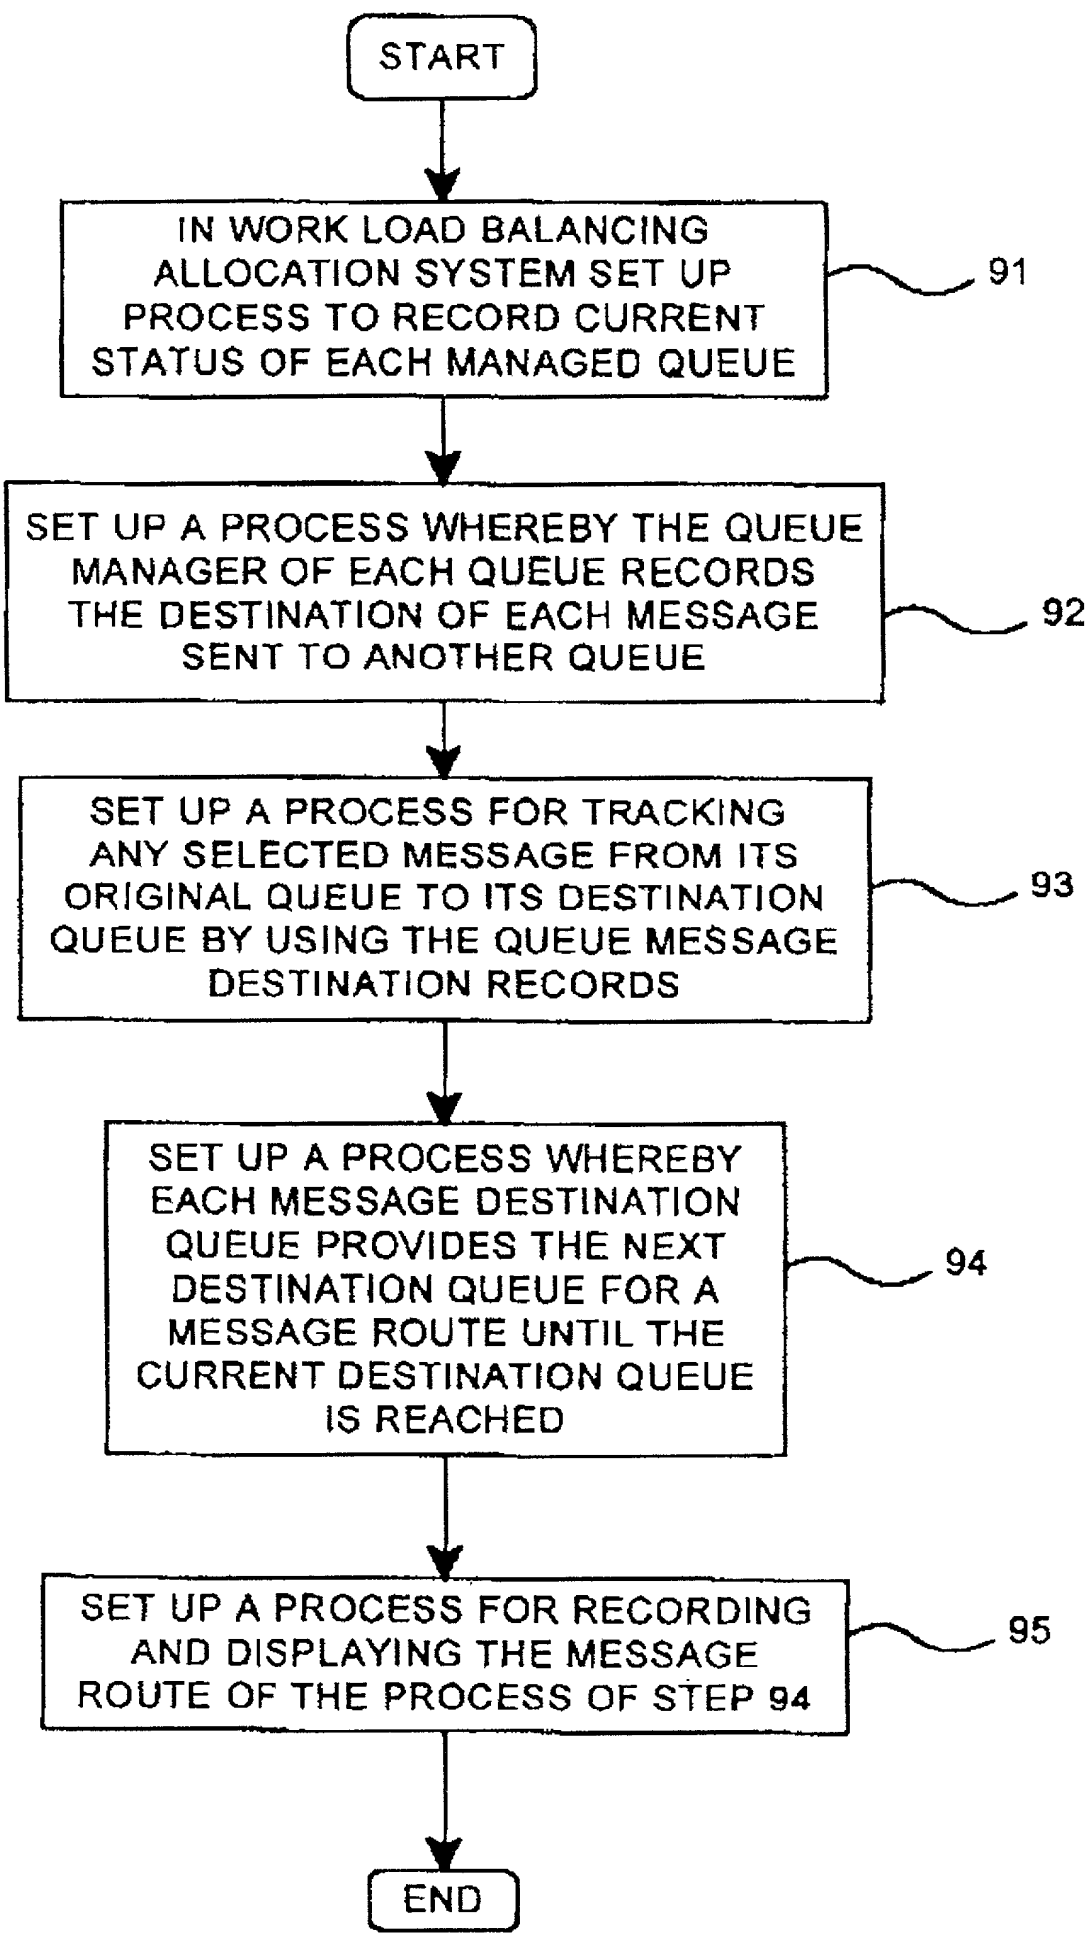 START
IN WORK LOAD BALANCING
ALLOCATION SYSTEM SET UP
PROCESS TO RECORD CURRENT
STATUS OF EACH MANAGED QUEUE
91
SET UP A PROCESS WHEREBY THE QUEUE
MANAGER OF EACH QUEUE RECORDS
THE DESTINATION OF EACH MESSAGE
SENT TO ANOTHER QUEUE
92
SET UP A PROCESS FOR TRACKING
ANY SELECTED MESSAGE FROM ITS
ORIGINAL QUEUE TO ITS DESTINATION
QUEUE BY USING THE QUEUE MESSAGE
DESTINATION RECORDS
93
SET UP A PROCESS WHEREBY
EACH MESSAGE DESTINATION
QUEUE PROVIDES THE NEXT
DESTINATION QUEUE FOR A
MESSAGE ROUTE UNTIL THE
CURRENT DESTINATION QUEUE
IS REACHED
94
SET UP A PROCESS FOR RECORDING
AND DISPLAYING THE MESSAGE
ROUTE OF THE PROCESS OF STEP 94
95
END